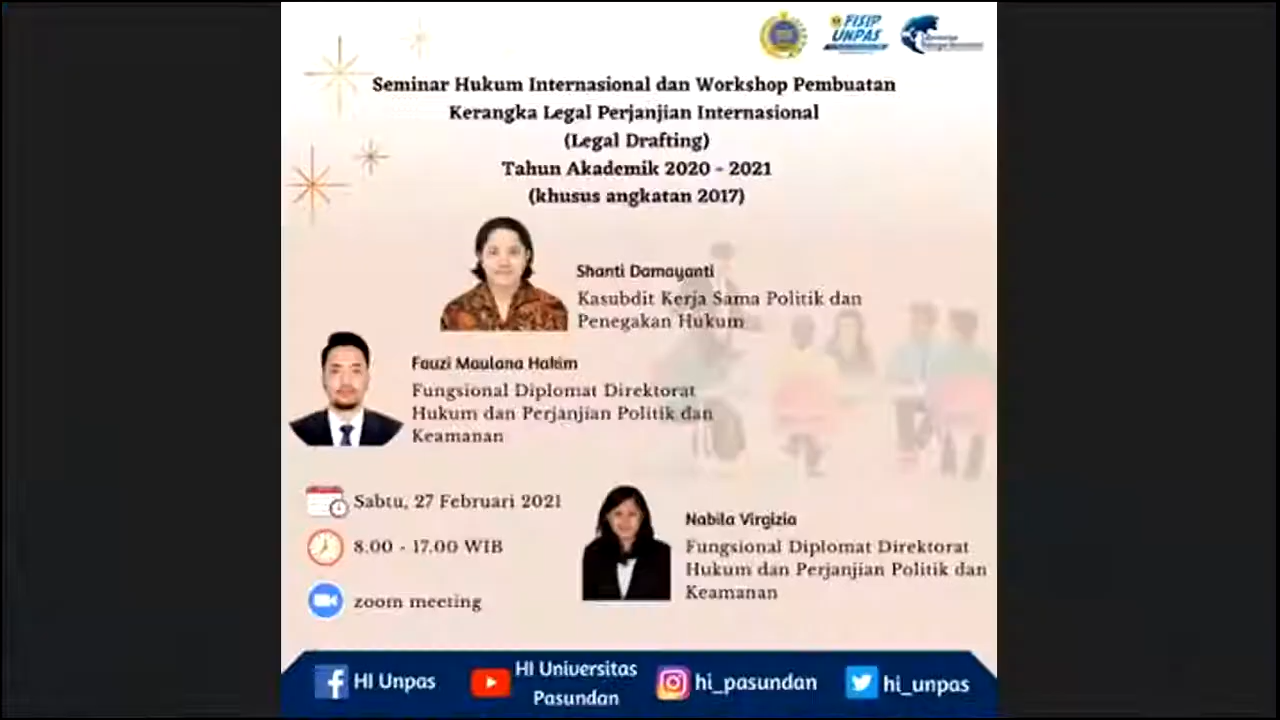 FISIP
UNPAS
Seminar Hukum Internasional dan Workshop Pembuatan
Kerangka Legal Perjanjian Internasional
(Legal Drafting)
Tahun Akademik 2020 - 2021
(khusus angkatan 2017)
Shanti Damayanti
Kasubdit Kerja Sama Politik dan
Penegakan Hukum
Fauzi Maulana Hakim
Fungsional Diplomat Direktorat
Hukum dan Perjanjian Politik dan
Keamanan
Sabtu, 27 Februari 2021
8.00 - 17.00 WIB
zoom meeting
Nabila Virgizia
Fungsional Diplomat Direktorat
Hukum dan Perjanjian Politik dan
Keamanan
HI Unpas
HI Universitas
Pasundan
hi_pasundan
hi_unpas